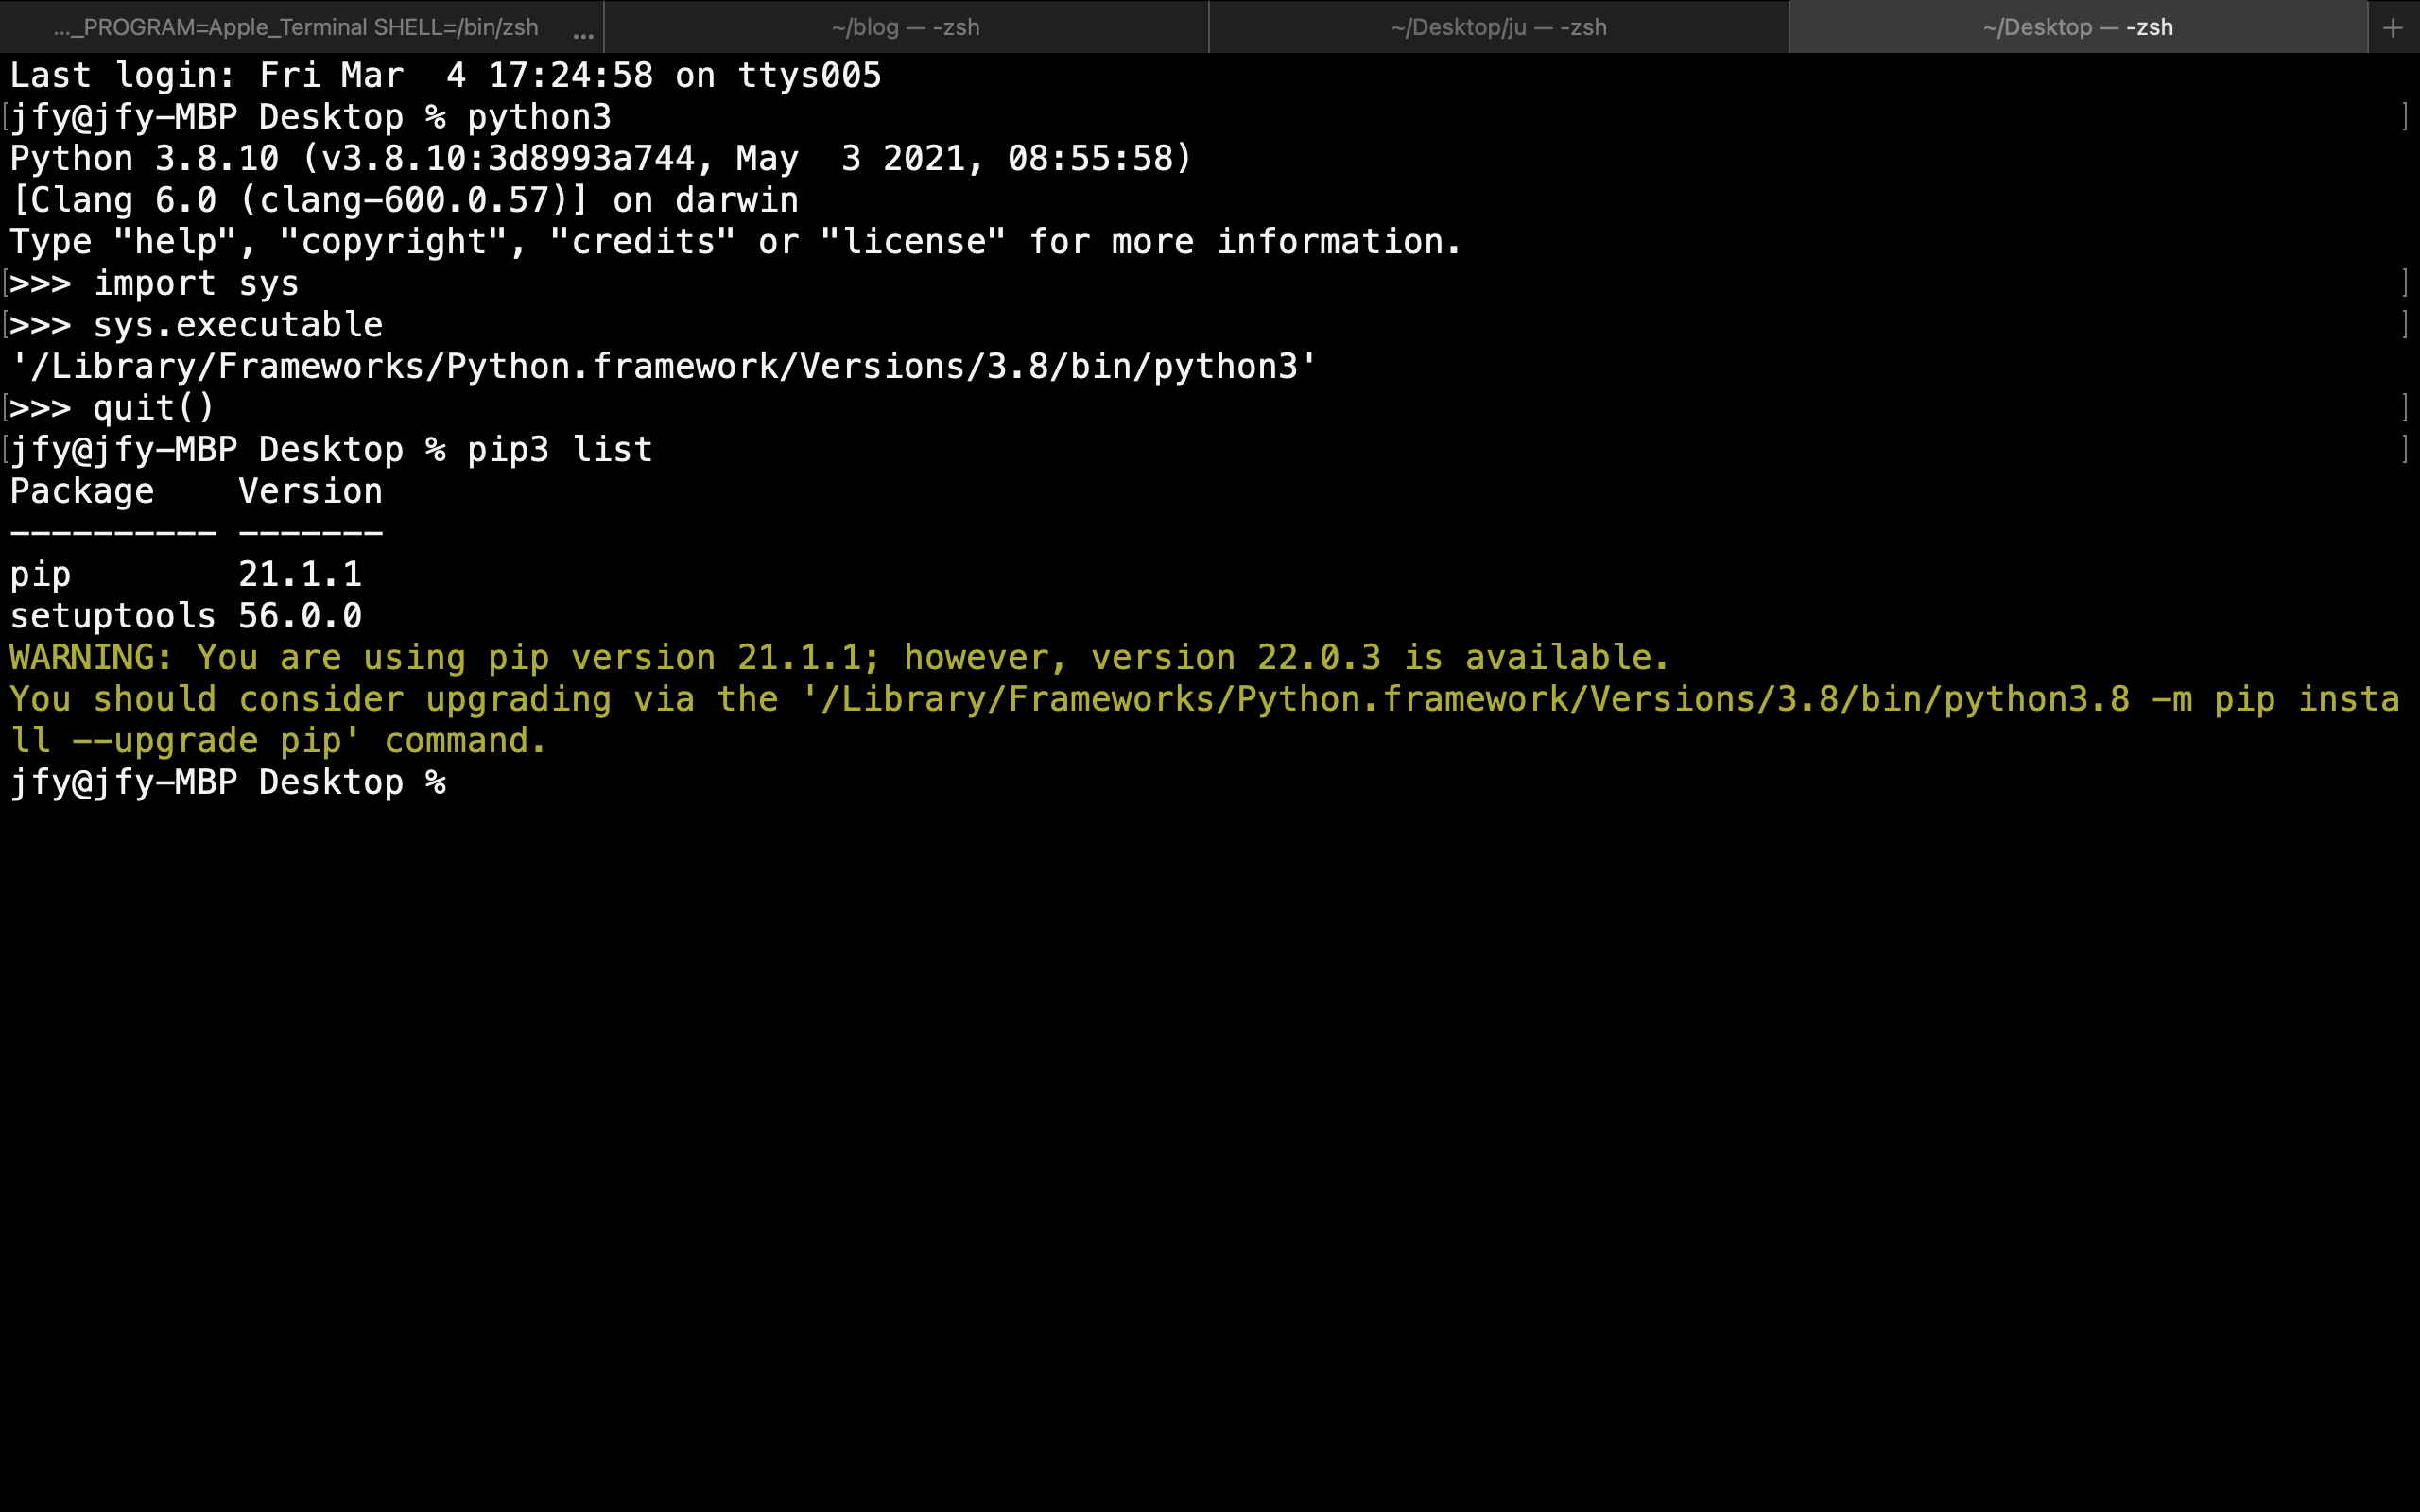 ..._PROGRAM=Apple_Terminal SHELL=/bin/zsh ... ~/blog — -zsh ~/Desktop/ju — -zsh ~/Desktop — -zsh +
Last login: Fri Mar  4 17:24:58 on ttys005
[jfy@jfy-MBP Desktop % python3 ]
Python 3.8.10 (v3.8.10:3d8993a744, May  3 2021, 08:55:58)
[Clang 6.0 (clang-600.0.57)] on darwin
Type "help", "copyright", "credits" or "license" for more information.
[>>> import sys ]
[>>> sys.executable ]
'/Library/Frameworks/Python.framework/Versions/3.8/bin/python3'
[>>> quit() ]
[jfy@jfy-MBP Desktop % pip3 list ]
Package    Version
---------- -------
pip        21.1.1
setuptools 56.0.0
WARNING: You are using pip version 21.1.1; however, version 22.0.3 is available.
You should consider upgrading via the '/Library/Frameworks/Python.framework/Versions/3.8/bin/python3.8 -m pip insta
ll --upgrade pip' command.
jfy@jfy-MBP Desktop %